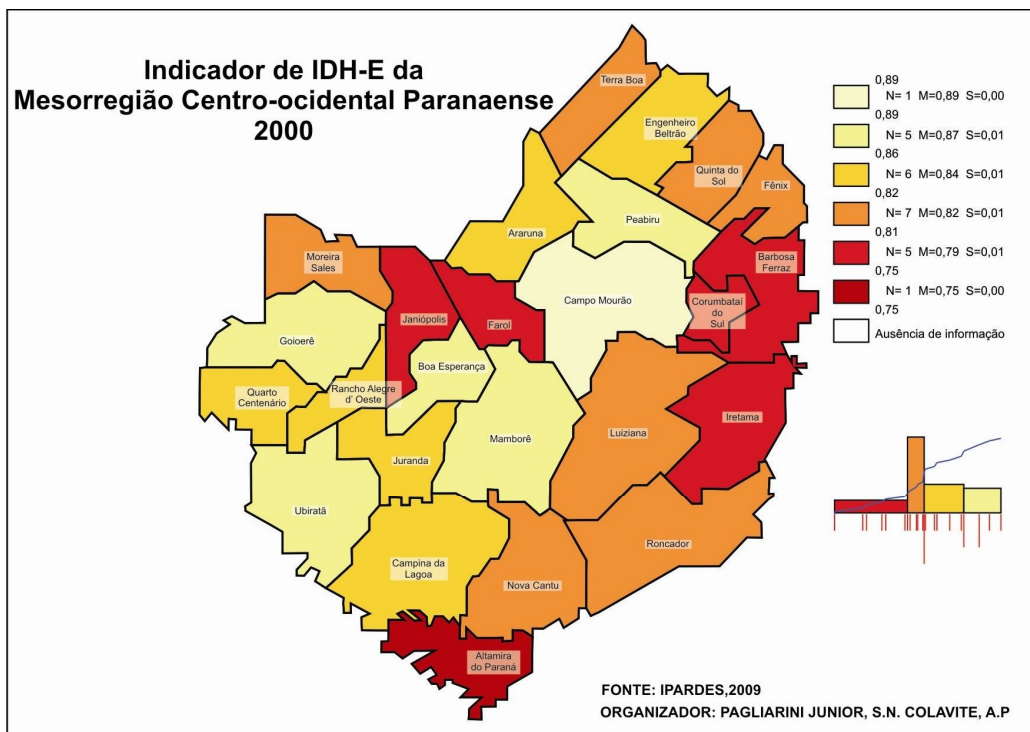 Indicador de IDH-E da
Mesorregião Centro-ocidental Paranaense
2000
0,89
N= 1 M=0,89 S=0,00
0,89
N= 5 M=0,87 S=0,01
0,86
N= 6 M=0,84 S=0,01
0,82
N= 7 M=0,82 S=0,01
0,81
N= 5 M=0,79 S=0,01
0,75
N= 1 M=0,75 S=0,00
0,75
Ausência de informação
Terra Boa
Engenheiro
Beltrão
Quinta do
Sol
Fênix
Peabiru
Araruna
Barbosa
Ferraz
Moreira
Sales
Campo Mourão
Corumbataí
do
Sul
Janiópolis
Farol
Goioerê
Boa Esperança
Quarto
Centenário
Rancho Alegre
d' Oeste
Iretama
Luiziana
Mamborê
Juranda
Ubiratã
Roncador
Campina da
Lagoa
Nova Cantu
Altamira
do Paraná
FONTE: IPARDES,2009
ORGANIZADOR: PAGLIARINI JUNIOR, S.N. COLAVITE, A.P